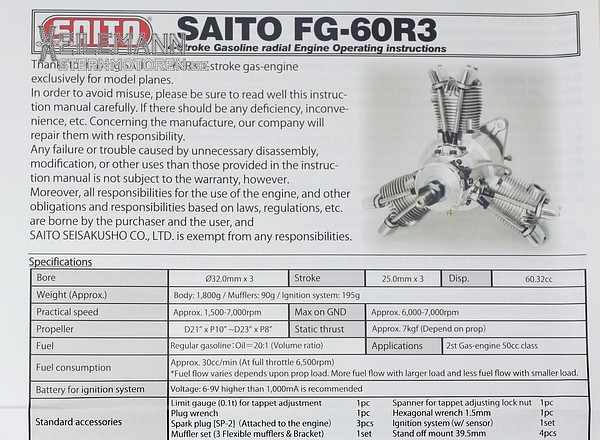 SAITO
SAITO FG-60R3
Stroke Gasoline radial Engine Operating instructions
HEILEMANN
STERNMOTOREN.DE
-stroke gas-engine
exclusively for model planes.
In order to avoid misuse, please be sure to read well this instruc-
tion manual carefully. If there should be any deficiency, inconve-
nience, etc. Concerning the manufacture, our company will
repair them with responsibility.
Any failure or trouble caused by unnecessary disassembly,
modification, or other uses than those provided in the instruc-
tion manual is not subject to the warranty, however.
Moreover, all responsibilities for the use of the engine, and other
obligations and responsibilities based on laws, regulations, etc.
are borne by the purchaser and the user, and
SAITO SEISAKUSHO CO., LTD. is exempt from any responsibilities.
Specifications
Bore Ø32.0mm x 3 Stroke 25.0mm x 3 Disp. 60.32cc
Weight (Approx.) Body: 1,800g / Mufflers: 90g / Ignition system: 195g
Practical speed Approx. 1,500-7,000rpm Max on GND Approx. 6,000-7,000rpm
Propeller D21" x P10" ~D23" x P8" Static thrust Approx. 7kgf (Depend on prop)
Fuel Regular gasoline:Oil=20:1 (Volume ratio) Applications 2st Gas-engine 50cc class
Fuel consumption Approx. 30cc/min (At full throttle 6,500rpm)
*Fuel flow varies depends upon prop load. More fuel flow with larger load and less fuel flow with smaller load.
Battery for ignition system Voltage: 6-9V higher than 1,000mA is recommended
Standard accessories
Limit gauge (0.1t) for tappet adjustment 1pc Spanner for tappet adjusting lock nut 1pc
Plug wrench 1pc Hexagonal wrench 1.5mm 1pc
Spark plug [SP-2] (Attached to the engine) 3pcs Ignition system (w/ sensor) 1set
Muffler set (3 Flexible mufflers & Bracket) 1set Stand off mount 39.5mm 4pcs